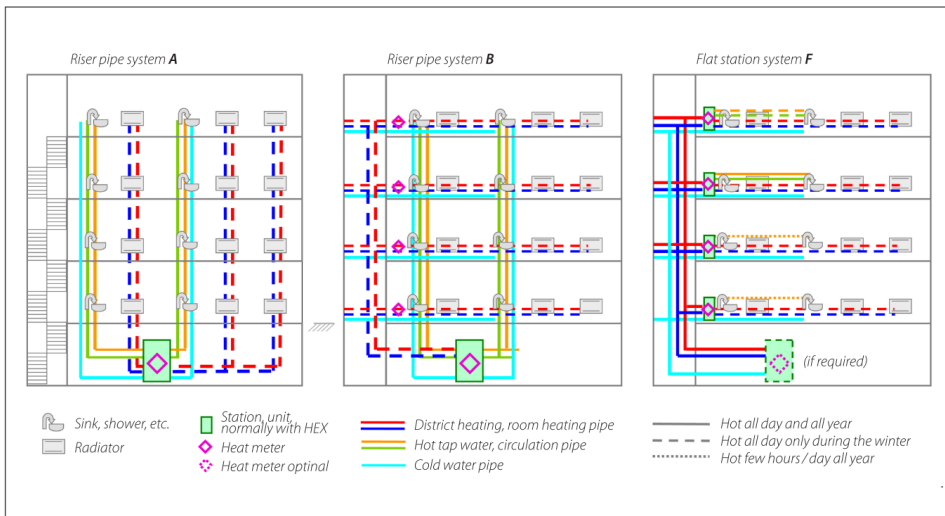 Riser pipe system A
Riser pipe system B
Flat station system F
(if required)
Sink, shower, etc.
Radiator
Station, unit,
normally with HEX
Heat meter
Heat meter optinal
District heating, room heating pipe
Hot tap water, circulation pipe
Cold water pipe
Hot all day and all year
Hot all day only during the winter
Hot few hours / day all year